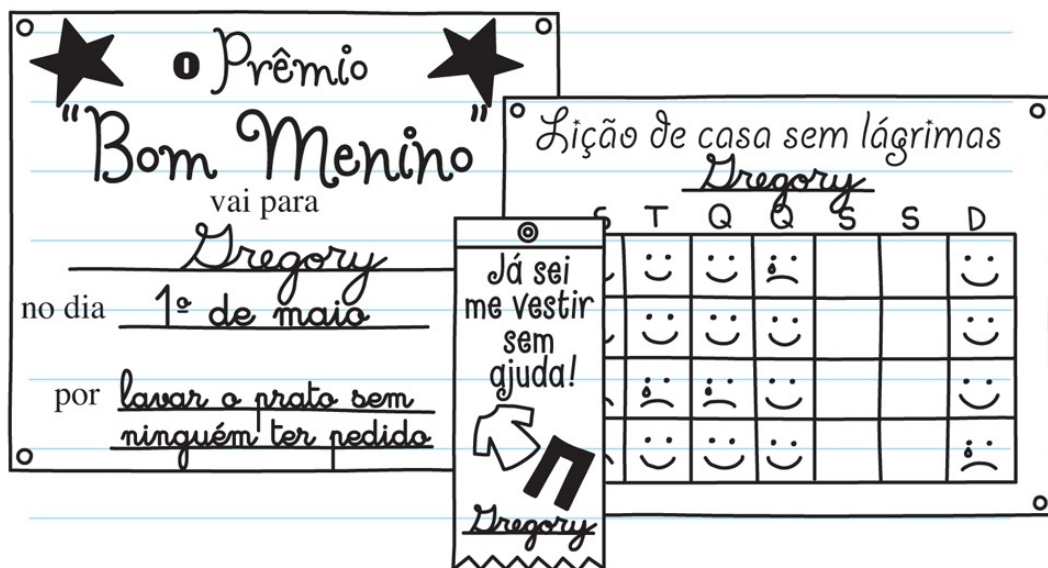 O Prêmio
"Bom Menino"
vai para
Gregory
no dia 1º de maio
por lavar o prato sem
ninguém ter pedido
Já sei
me vestir
sem
ajuda!
Gregory
Lição de casa sem lágrimas
Gregory
S T Q Q S S D